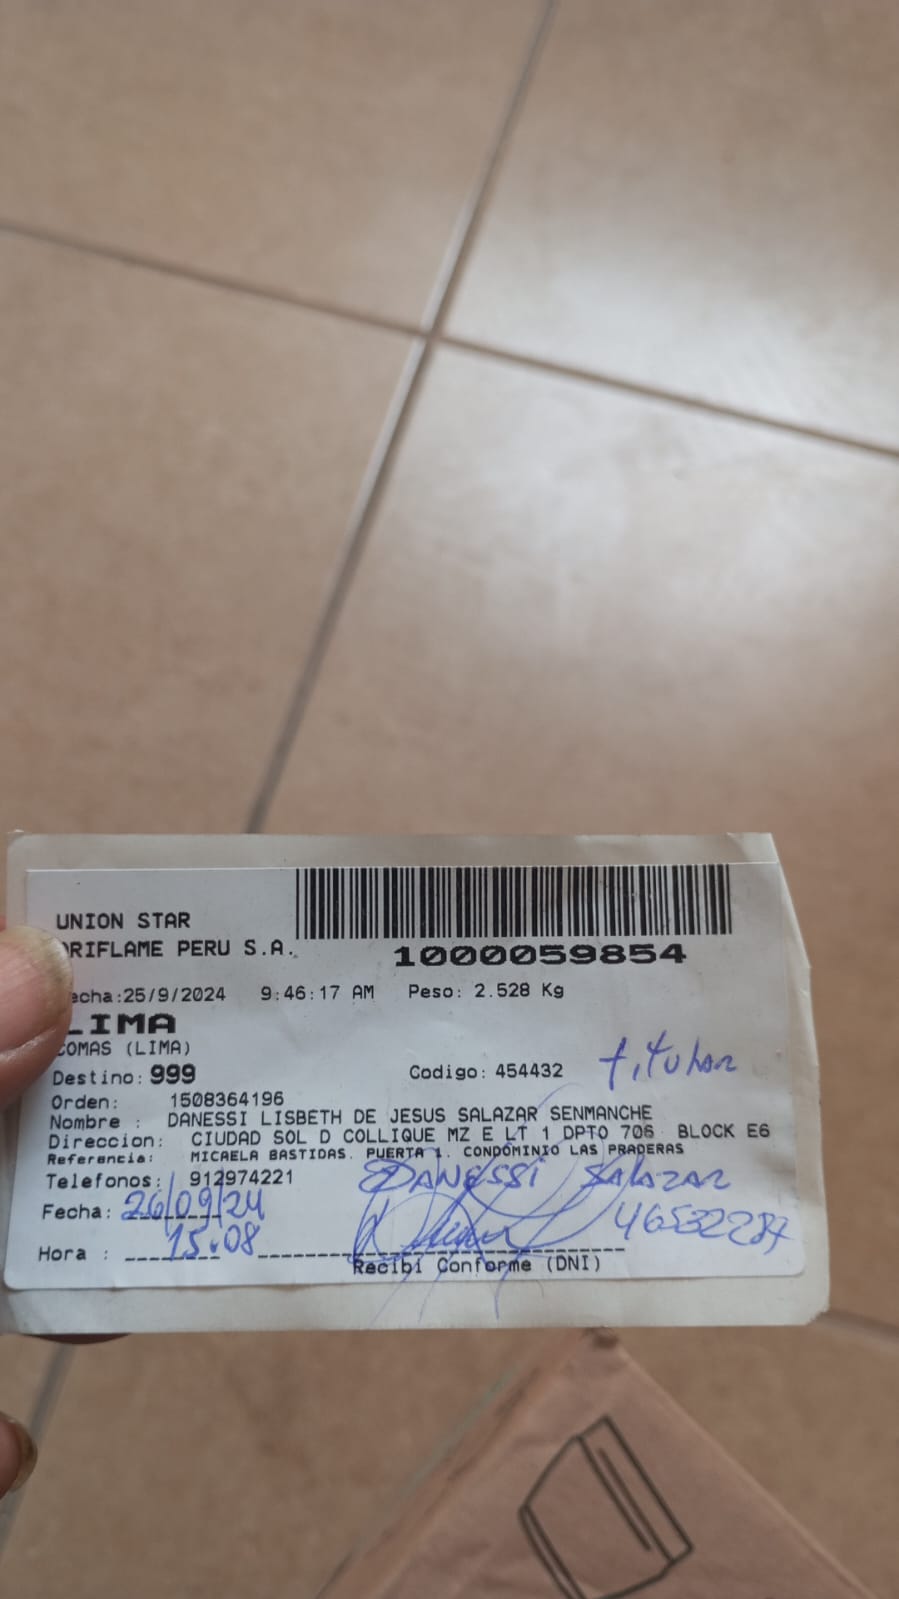 UNION STAR
ORIFLAME PERU S.A.
1000059854
echa:25/9/2024 9:46:17 AM Peso: 2.528 Kg
LIMA
COMAS (LIMA)
Destino: 999 Codigo: 454432 titular
Orden: 1508364196
Nombre : DANESSI LISBETH DE JESUS SALAZAR SENMANCHE
Direccion: CIUDAD SOL D COLLIQUE MZ E LT 1 DPTO 706 BLOCK E6
Referencia: MICAELA BASTIDAS. PUERTA 1. CONDOMINIO LAS PRADERAS
Telefonos: 912974221 DANESSI SALAZAR
Fecha: 26/09/24 46532287
Hora : 15:08
Recibi Conforme (DNI)